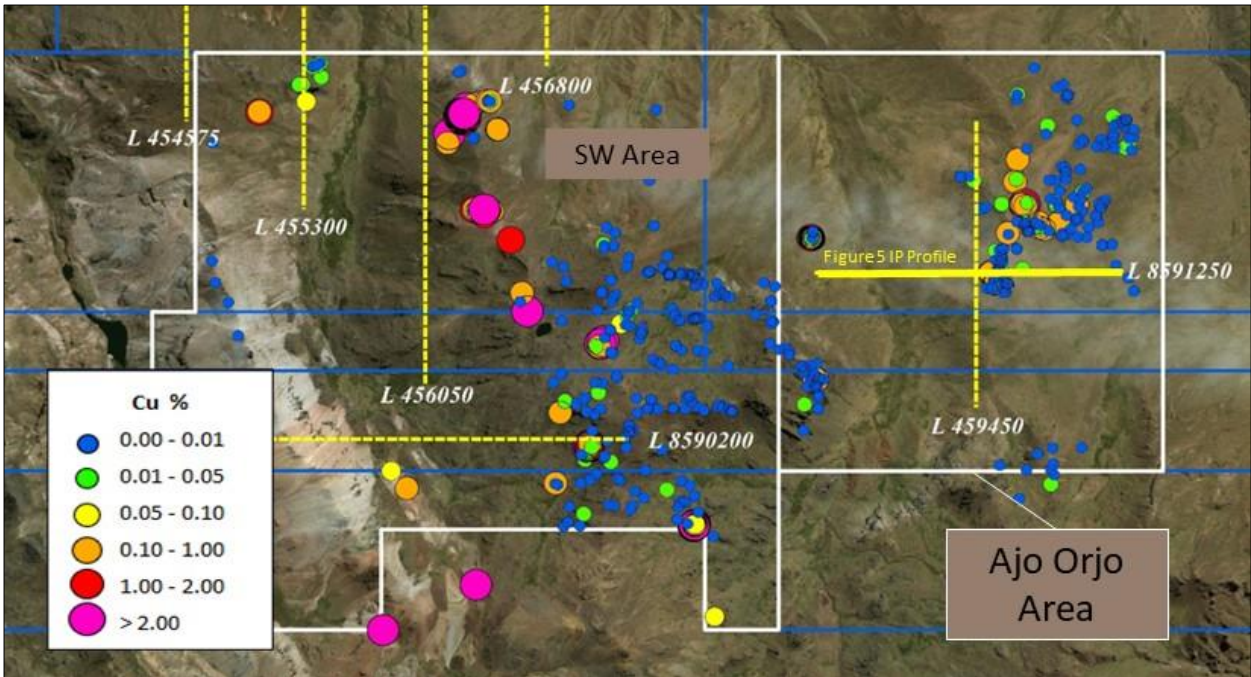 L 456800
L 454575
SW Area
L 455300
Figure 5 IP Profile
L 8591250
L 456050
L 459450
L 8590200
Cu %
0.00 - 0.01
0.01 - 0.05
0.05 - 0.10
0.10 - 1.00
1.00 - 2.00
> 2.00
Ajo Orjo
Area